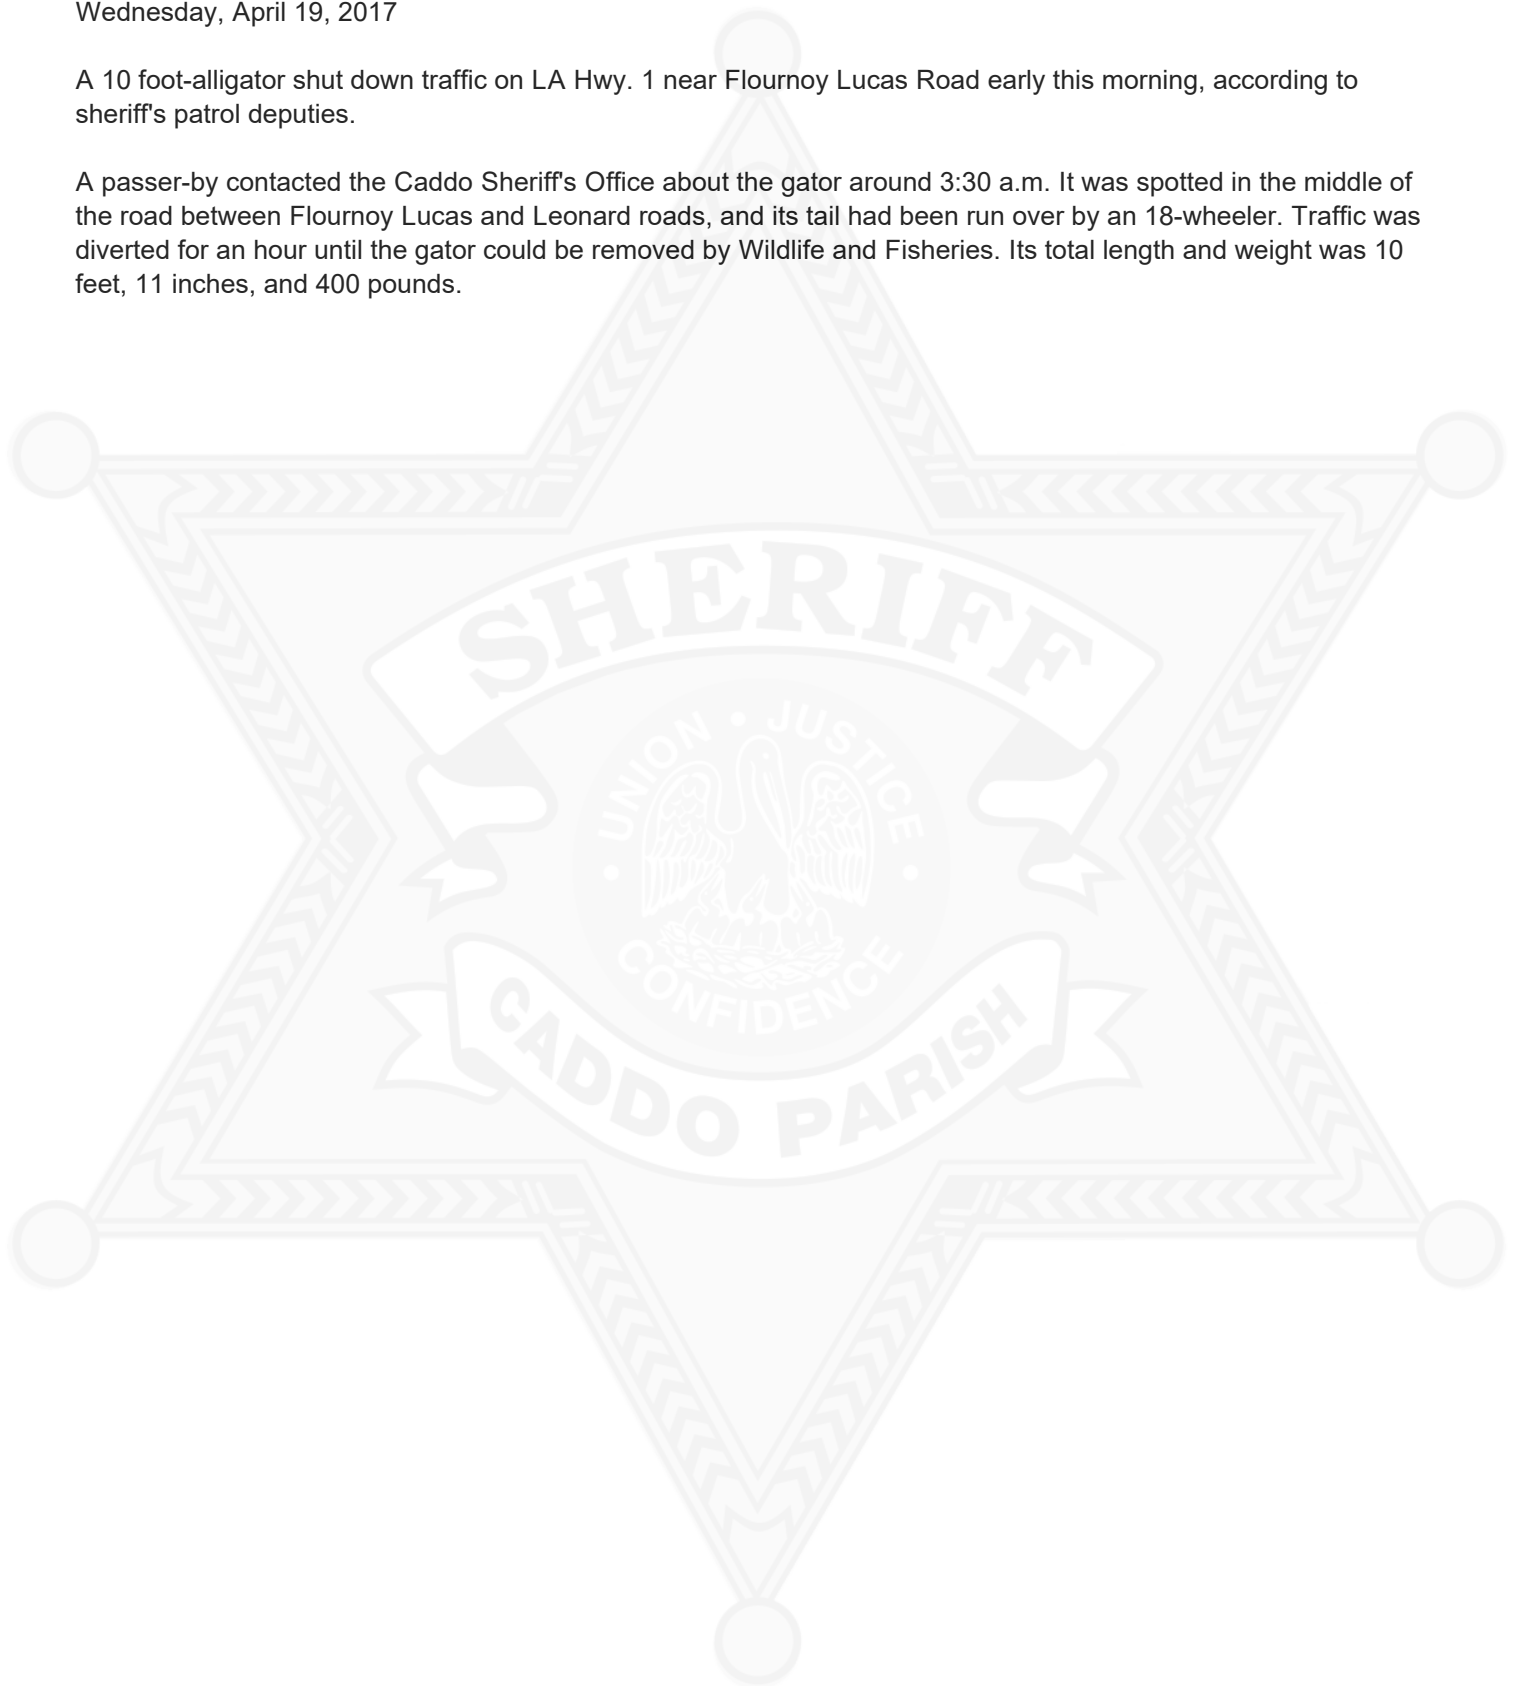 Wednesday, April 19, 2017
A 10 foot-alligator shut down traffic on LA Hwy. 1 near Flournoy Lucas Road early this morning, according to
sheriff's patrol deputies.
A passer-by contacted the Caddo Sheriff's Office about the gator around 3:30 a.m. It was spotted in the middle of
the road between Flournoy Lucas and Leonard roads, and its tail had been run over by an 18-wheeler. Traffic was
diverted for an hour until the gator could be removed by Wildlife and Fisheries. Its total length and weight was 10
feet, 11 inches, and 400 pounds.
SHERIFF
UNION • JUSTICE
• CONFIDENCE •
CADDO PARISH